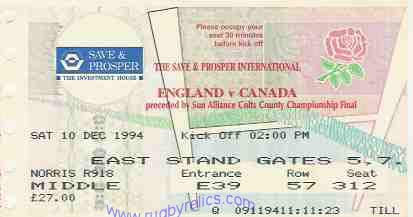 Please occupy your
seat 30 minutes
before kick off
SAVE &
PROSPER
THE INVESTMENT HOUSE
THE SAVE & PROSPER INTERNATIONAL
ENGLAND v CANADA
preceded by Sun Alliance Colts County Championship Final
SAT 10 DEC 1994 Kick Off 02:00 PM
EAST STAND GATES 5,7,
NORRIS R918 Entrance Row Seat
MIDDLE E39 57 312
£27.00
www.rugbyrelics.com
Q 09119411:11:23 TILL